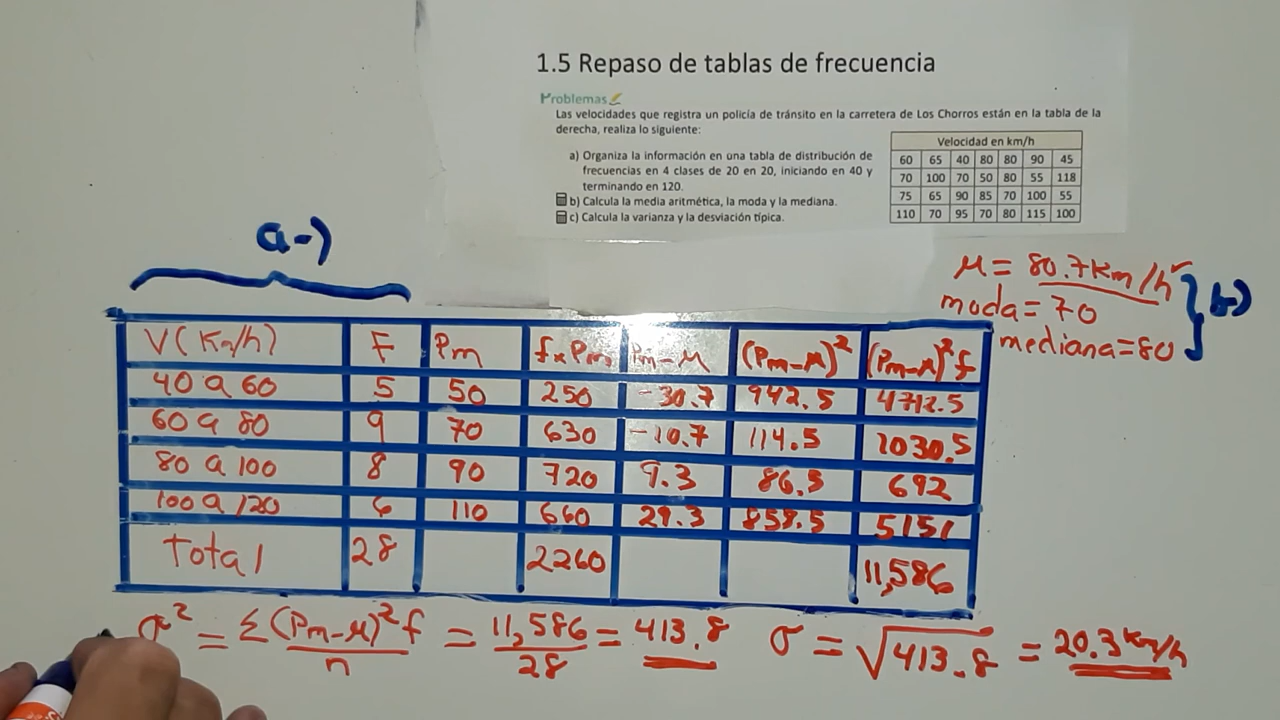 1.5 Repaso de tablas de frecuencia
Problemas
Las velocidades que registra un policía de tránsito en la carretera de Los Chorros están en la tabla de la
derecha, realiza lo siguiente:
a) Organiza la información en una tabla de distribución de
frecuencias en 4 clases de 20 en 20, iniciando en 40 y
terminando en 120.
b) Calcula la media aritmética, la moda y la mediana.
c) Calcula la varianza y la desviación típica.
Velocidad en km/h
60 65 40 80 80 90 45
70 100 70 50 80 55 118
75 65 90 85 70 100 55
110 70 95 70 80 115 100
a-)
μ = 80.7 Km/h
moda = 70
mediana = 80
b-)
V(Km/h) F Pm f x Pm Pm-μ (Pm-μ)² (Pm-μ)² f
40 a 60 5 50 250 -30.7 942.5 4712.5
60 a 80 9 70 630 -10.7 114.5 1030.5
80 a 100 8 90 720 9.3 86.5 692
100 a 120 6 110 660 29.3 858.5 5151
Total 28 2260 11,586
σ² = Σ(Pm-μ)² f / n = 11,586 / 28 = 413.8 σ = √413.8 = 20.3 Km/h